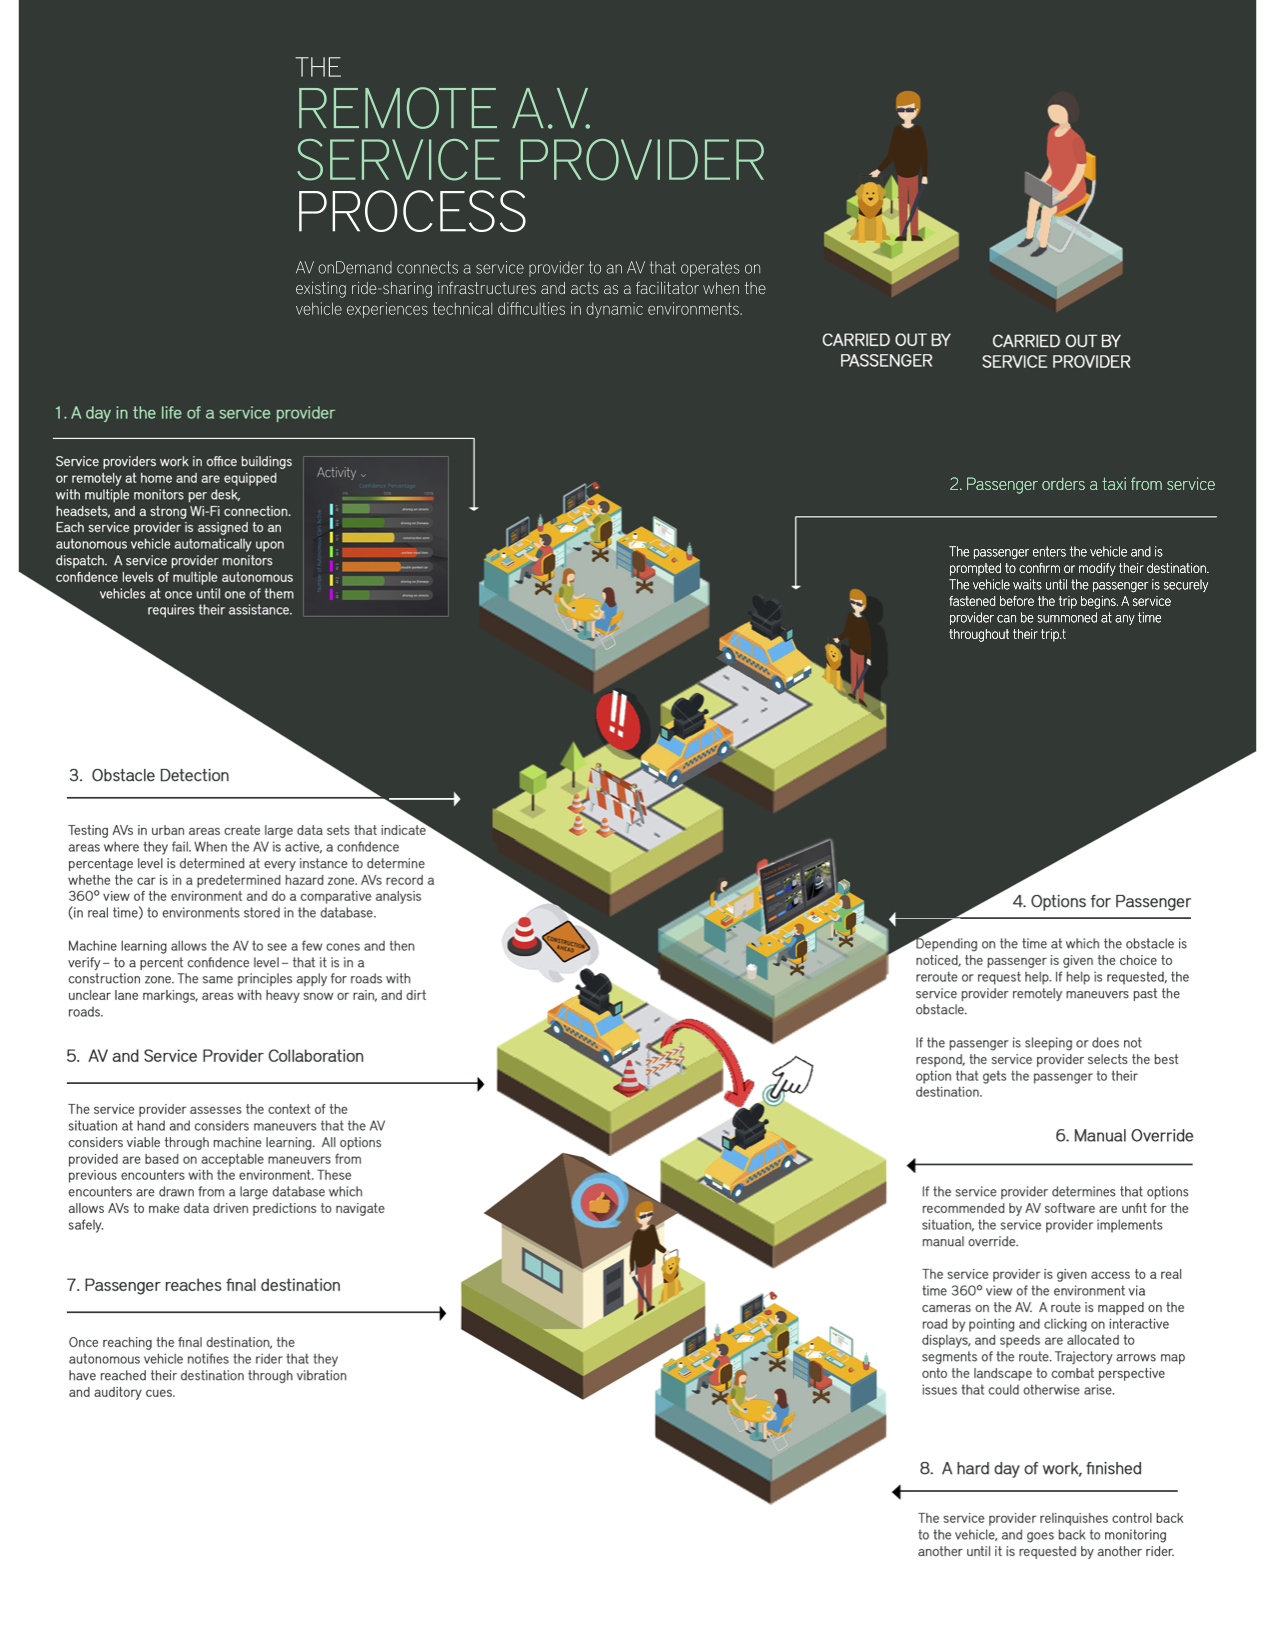 THE
REMOTE A.V.
SERVICE PROVIDER
PROCESS
AV onDemand connects a service provider to an AV that operates on
existing ride-sharing infrastructures and acts as a facilitator when the
vehicle experiences technical difficulties in dynamic environments.
CARRIED OUT BY
PASSENGER
CARRIED OUT BY
SERVICE PROVIDER
1. A day in the life of a service provider
Service providers work in office buildings
or remotely at home and are equipped
with multiple monitors per desk,
headsets, and a strong Wi-Fi connection.
Each service provider is assigned to an
autonomous vehicle automatically upon
dispatch.  A service provider monitors
confidence levels of multiple autonomous
vehicles at once until one of them
requires their assistance.
Activity
Confidence Percentage
2. Passenger orders a taxi from service
The passenger enters the vehicle and is
prompted to confirm or modify their destination.
The vehicle waits until the passenger is securely
fastened before the trip begins. A service
provider can be summoned at any time
throughout their trip.t
!!
3.  Obstacle Detection
Testing AVs in urban areas create large data sets that indicate
areas where they fail. When the AV is active, a confidence
percentage level is determined at every instance to determine
whethe the car is in a predetermined hazard zone. AVs record a
360° view of the environment and do a comparative analysis
(in real time) to environments stored in the database.
Machine learning allows the AV to see a few cones and then
verify – to a percent confidence level – that it is in a
construction zone. The same principles apply for roads with
unclear lane markings, areas with heavy snow or rain, and dirt
roads.
CONSTRUCTION
AHEAD
4. Options for Passenger
Depending on the time at which the obstacle is
noticed, the passenger is given the choice to
reroute or request help. If help is requested, the
service provider remotely maneuvers past the
obstacle.
If the passenger is sleeping or does not
respond, the service provider selects the best
option that gets the passenger to their
destination.
5.  AV and Service Provider Collaboration
The service provider assesses the context of the
situation at hand and considers maneuvers that the AV
considers viable through machine learning.  All options
provided are based on acceptable maneuvers from
previous encounters with the environment. These
encounters are drawn from a large database which
allows AVs to make data driven predictions to navigate
safely.
6. Manual Override
If the service provider determines that options
recommended by AV software are unfit for the
situation, the service provider implements
manual override.
The service provider is given access to a real
time 360° view of the environment via
cameras on the AV.  A route is mapped on the
road by pointing and clicking on interactive
displays, and speeds are allocated to
segments of the route. Trajectory arrows map
onto the landscape to combat perspective
issues that could otherwise arise.
7. Passenger reaches final destination
Once reaching the final destination, the
autonomous vehicle notifies the rider that they
have reached their destination through vibration
and auditory cues.
8.  A hard day of work, finished
The service provider relinquishes control back
to the vehicle, and goes back to monitoring
another until it is requested by another rider.